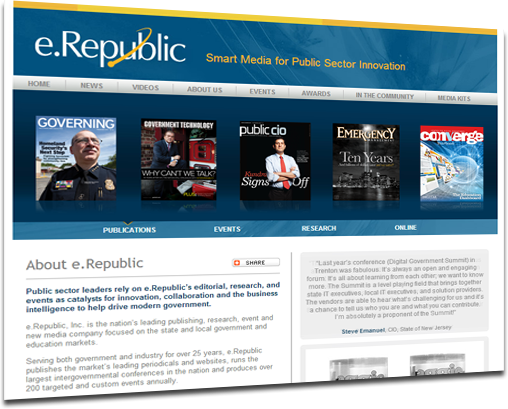 e.Republic
Smart Media for Public Sector Innovation
HOME NEWS VIDEOS ABOUT US EVENTS AWARDS IN THE COMMUNITY MEDIA KITS
GOVERNING
Security's
Next Step
GOVERNMENT TECHNOLOGY
WHY CAN'T WE TALK?
PLUS
public cio
Kundra
Signs Off
EMERGENCY
MANAGEMENT
Ten Years
converge
PUBLICATIONS EVENTS RESEARCH ONLINE
About e.Republic
SHARE
Public sector leaders rely on e.Republic's editorial, research, and
events as catalysts for innovation, collaboration and the business
intelligence to help drive modern government.
e.Republic, Inc. is the nation's leading publishing, research, event and
new media company focused on the state and local government and
education markets.
Serving both government and industry for over 25 years, e.Republic
publishes the market's leading periodicals and websites, runs the
largest intergovernmental conferences in the nation and produces over
200 targeted and custom events annually.
"Last year's conference (Digital Government Summit) in
Trenton was fabulous. It's always an open and engaging
forum. It's all about learning from each other; we want to know
more. The Summit is a level playing field that brings together
state IT executives, local IT executives, and solution providers.
The vendors are able to hear what's challenging for us and it's
a chance to tell us who you are and what you can contribute.
I'm absolutely a proponent of the Summit!"
Steve Emanuel, CIO, State of New Jersey